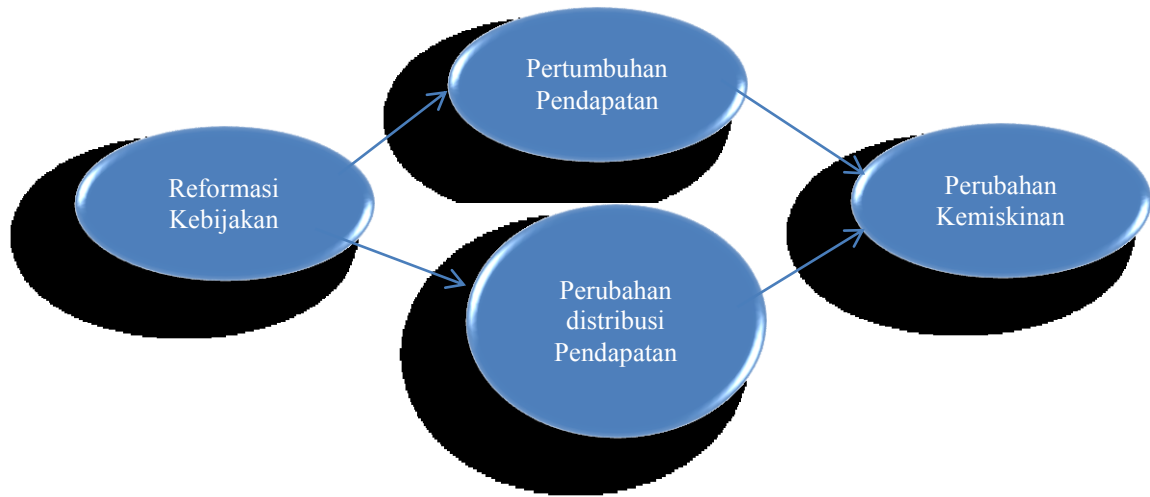 Pertumbuhan
Pendapatan
Reformasi
Kebijakan
Perubahan
Kemiskinan
Perubahan
distribusi
Pendapatan